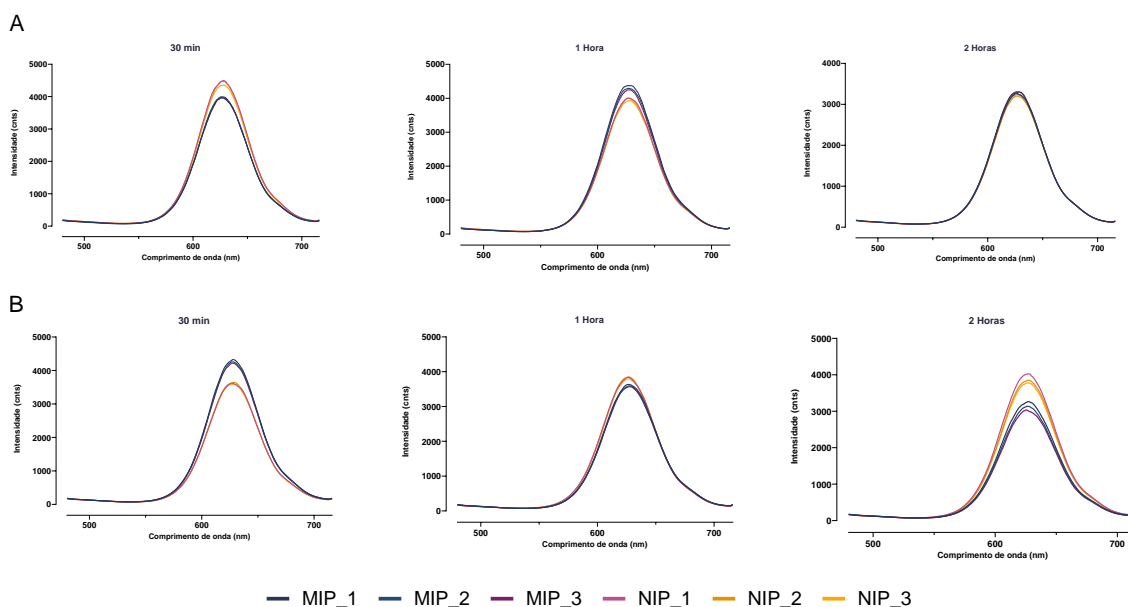 A
30 min
1 Hora
2 Horas
Intensidade (cnts)
5000
4000
3000
2000
1000
0
500
600
700
Comprimento de onda (nm)
Intensidade (cnts)
5000
4000
3000
2000
1000
0
500
600
700
Comprimento de onda (nm)
Intensidade (cnts)
4000
3000
2000
1000
0
500
600
700
Comprimento de onda (nm)
B
30 min
1 Hora
2 Horas
Intensidade (cnts)
5000
4000
3000
2000
1000
0
500
600
700
Comprimento de onda (nm)
Intensidade (cnts)
5000
4000
3000
2000
1000
0
500
600
700
Comprimento de onda (nm)
Intensidade (cnts)
5000
4000
3000
2000
1000
0
500
600
700
Comprimento de onda (nm)
MIP_1 MIP_2 MIP_3 NIP_1 NIP_2 NIP_3